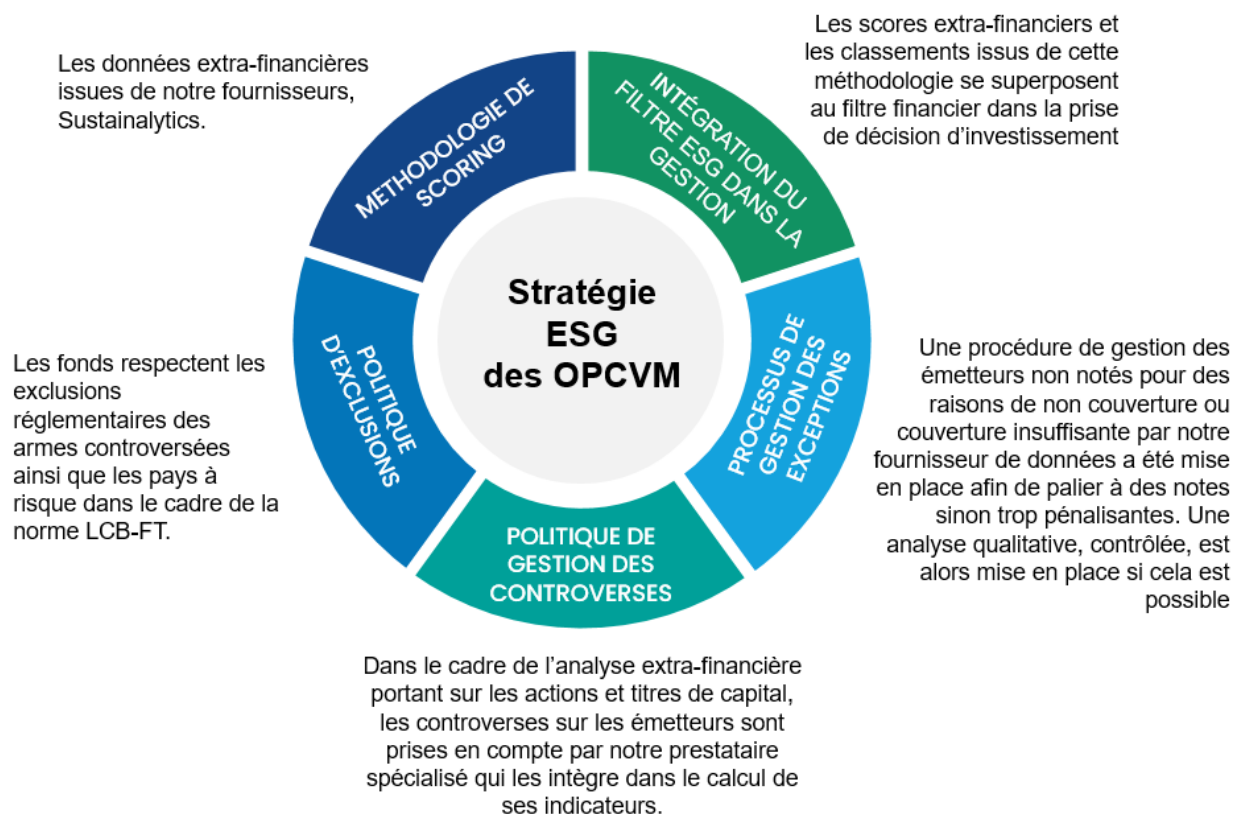 Les données extra-financières
issues de notre fournisseurs,
Sustainalytics.
METHODOLOGIE DE
SCORING
Les scores extra-financiers et
les classements issus de cette
méthodologie se superposent
au filtre financier dans la prise
de décision d’investissement
INTÉGRATION DU
FILTRE ESG DANS LA
GESTION
Stratégie
ESG
des OPCVM
Les fonds respectent les
exclusions
réglementaires des
armes controversées
ainsi que les pays à
risque dans le cadre de la
norme LCB-FT.
POLITIQUE
D’EXCLUSIONS
PROCESSUS DE
GESTION DES
EXCEPTIONS
Une procédure de gestion des
émetteurs non notés pour des
raisons de non couverture ou
couverture insuffisante par notre
fournisseur de données a été mise
en place afin de palier à des notes
sinon trop pénalisantes. Une
analyse qualitative, contrôlée, est
alors mise en place si cela est
possible
POLITIQUE DE
GESTION DES
CONTROVERSES
Dans le cadre de l’analyse extra-financière
portant sur les actions et titres de capital,
les controverses sur les émetteurs sont
prises en compte par notre prestataire
spécialisé qui les intègre dans le calcul de
ses indicateurs.